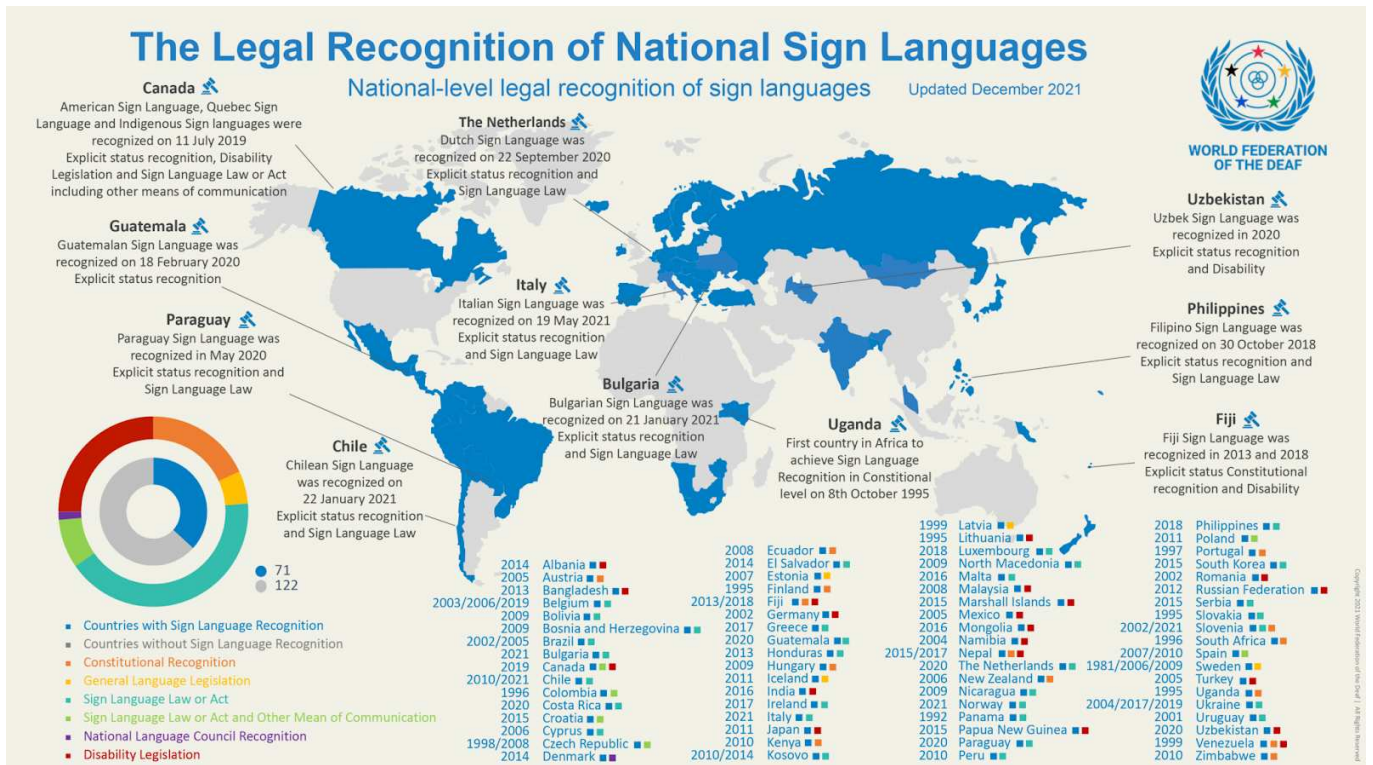 The Legal Recognition of National Sign Languages
National-level legal recognition of sign languages
Updated December 2021
WORLD FEDERATION
OF THE DEAF
Canada
American Sign Language, Quebec Sign
Language and Indigenous Sign languages were
recognized on 11 July 2019
Explicit status recognition, Disability
Legislation and Sign Language Law or Act
including other means of communication
The Netherlands
Dutch Sign Language was
recognized on 22 September 2020
Explicit status recognition and
Sign Language Law
Uzbekistan
Uzbek Sign Language was
recognized in 2020
Explicit status recognition
and Disability
Guatemala
Guatemalan Sign Language was
recognized on 18 February 2020
Explicit status recognition
Italy
Italian Sign Language was
recognized on 19 May 2021
Explicit status recognition
and Sign Language Law
Philippines
Filipino Sign Language was
recognized on 30 October 2018
Explicit status recognition and
Sign Language Law
Paraguay
Paraguay Sign Language was
recognized in May 2020
Explicit status recognition and
Sign Language Law
Bulgaria
Bulgarian Sign Language was
recognized on 21 January 2021
Explicit status recognition
and Sign Language Law
Uganda
First country in Africa to
achieve Sign Language
Recognition in Constitional
level on 8th October 1995
Fiji
Fiji Sign Language was
recognized in 2013 and 2018
Explicit status Constitutional
recognition and Disability
Chile
Chilean Sign Language
was recognized on
22 January 2021
Explicit status recognition
and Sign Language Law
71
122
Countries with Sign Language Recognition
Countries without Sign Language Recognition
Constitutional Recognition
General Language Legislation
Sign Language Law or Act
Sign Language Law or Act and Other Mean of Communication
National Language Council Recognition
Disability Legislation
2014 Albania
2005 Austria
2013 Bangladesh
2003/2006/2019 Belgium
2009 Bolivia
2009 Bosnia and Herzegovina
2002/2005 Brazil
2021 Bulgaria
2019 Canada
2010/2021 Chile
1996 Colombia
2020 Costa Rica
2015 Croatia
2006 Cyprus
1998/2008 Czech Republic
2014 Denmark
2008 Ecuador
2014 El Salvador
2007 Estonia
1995 Finland
2013/2018 Fiji
2002 Germany
2017 Greece
2020 Guatemala
2013 Honduras
2009 Hungary
2011 Iceland
2016 India
2017 Ireland
2021 Italy
2011 Japan
2010 Kenya
2010/2014 Kosovo
1999 Latvia
1995 Lithuania
2018 Luxembourg
2009 North Macedonia
2016 Malta
2008 Malaysia
2015 Marshall Islands
2005 Mexico
2016 Mongolia
2004 Namibia
2015/2017 Nepal
2020 The Netherlands
2006 New Zealand
2009 Nicaragua
2021 Norway
1992 Panama
2015 Papua New Guinea
2020 Paraguay
2010 Peru
2018 Philippines
2011 Poland
1997 Portugal
2015 South Korea
2002 Romania
2012 Russian Federation
2015 Serbia
1995 Slovakia
2002/2021 Slovenia
1996 South Africa
2007/2010 Spain
1981/2006/2009 Sweden
2005 Turkey
1995 Uganda
2004/2017/2019 Ukraine
2001 Uruguay
2020 Uzbekistan
1999 Venezuela
2010 Zimbabwe
Copyright 2021 World Federation of the Deaf | All Rights Reserved